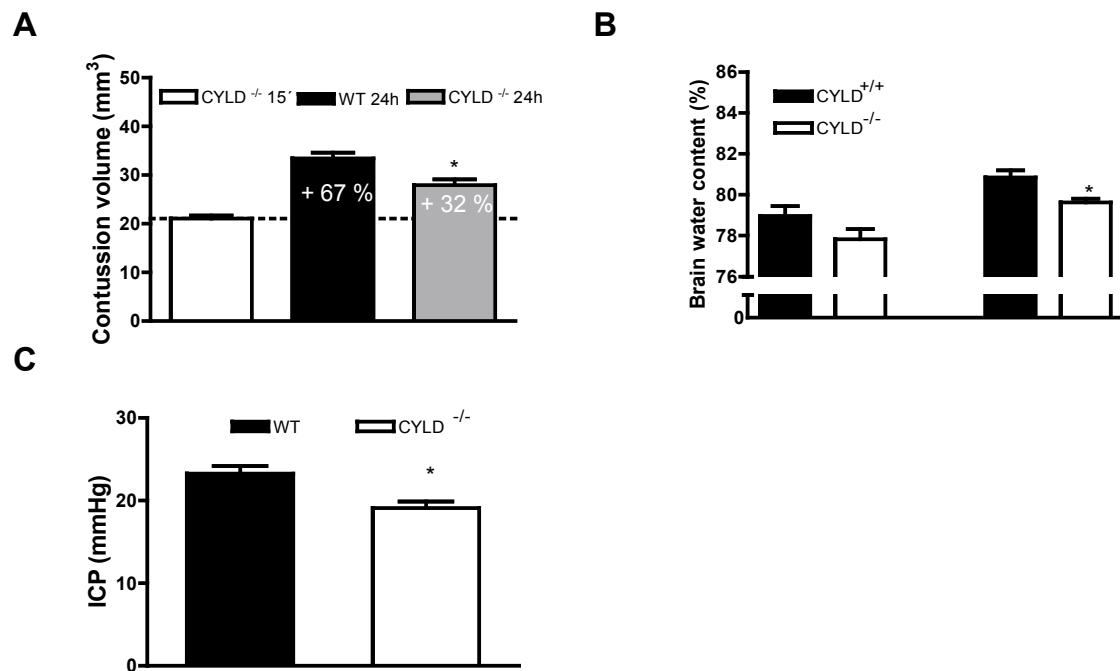 A
Contussion volume (mm³)
50
40
30
20
10
0
CYLD -/- 15´
WT 24h
CYLD -/- 24h
+ 67 %
*
+ 32 %
B
Brain water content (%)
86
84
82
80
78
76
0
CYLD+/+
CYLD-/-
*
C
ICP (mmHg)
30
20
10
0
WT
CYLD -/-
*